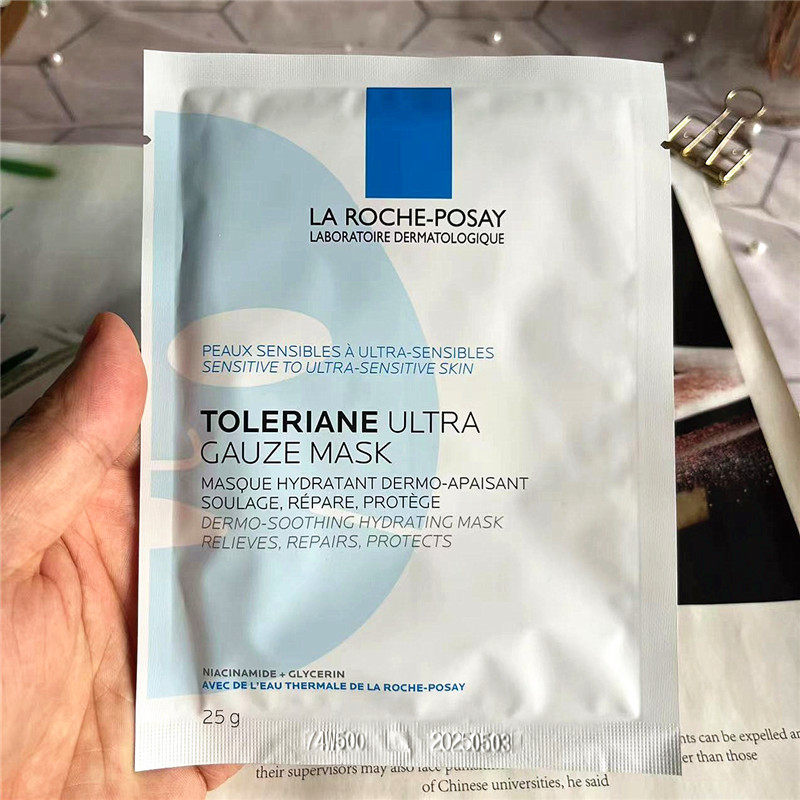 LA ROCHE-POSAY
LABORATOIRE DERMATOLOGIQUE
PEAUX SENSIBLES À ULTRA-SENSIBLES
SENSITIVE TO ULTRA-SENSITIVE SKIN
TOLERIANE ULTRA
GAUZE MASK
MASQUE HYDRATANT DERMO-APAISANT
SOULAGE, RÉPARE, PROTÈGE
DERMO-SOOTHING HYDRATING MASK
RELIEVES, REPAIRS, PROTECTS
NIACINAMIDE + GLYCERIN
AVEC DE L'EAU THERMALE DE LA ROCHE-POSAY
25 g
74W500 20250503
can be expelled
er than those
their supervisors may also face
of Chinese universities, he said